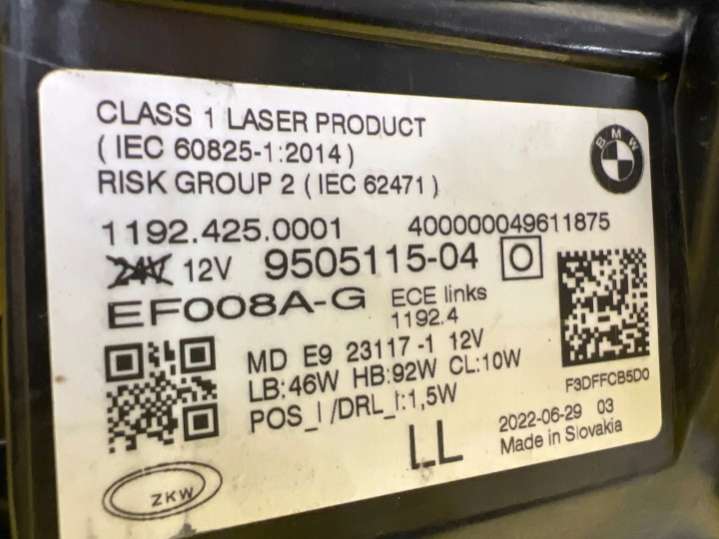 CLASS 1 LASER PRODUCT
( IEC 60825-1:2014 )
RISK GROUP 2 ( IEC 62471 )
BMW
1192.425.0001 400000049611875
24V 12V 9505115-04 O
EF008A-G ECE links
1192.4
MD E9 23117 -1 12V
LB:46W HB:92W CL:10W
POS_I /DRL_I:1,5W
F3DFFCB5D0
LL
2022-06-29 03
Made in Slovakia
ZKW